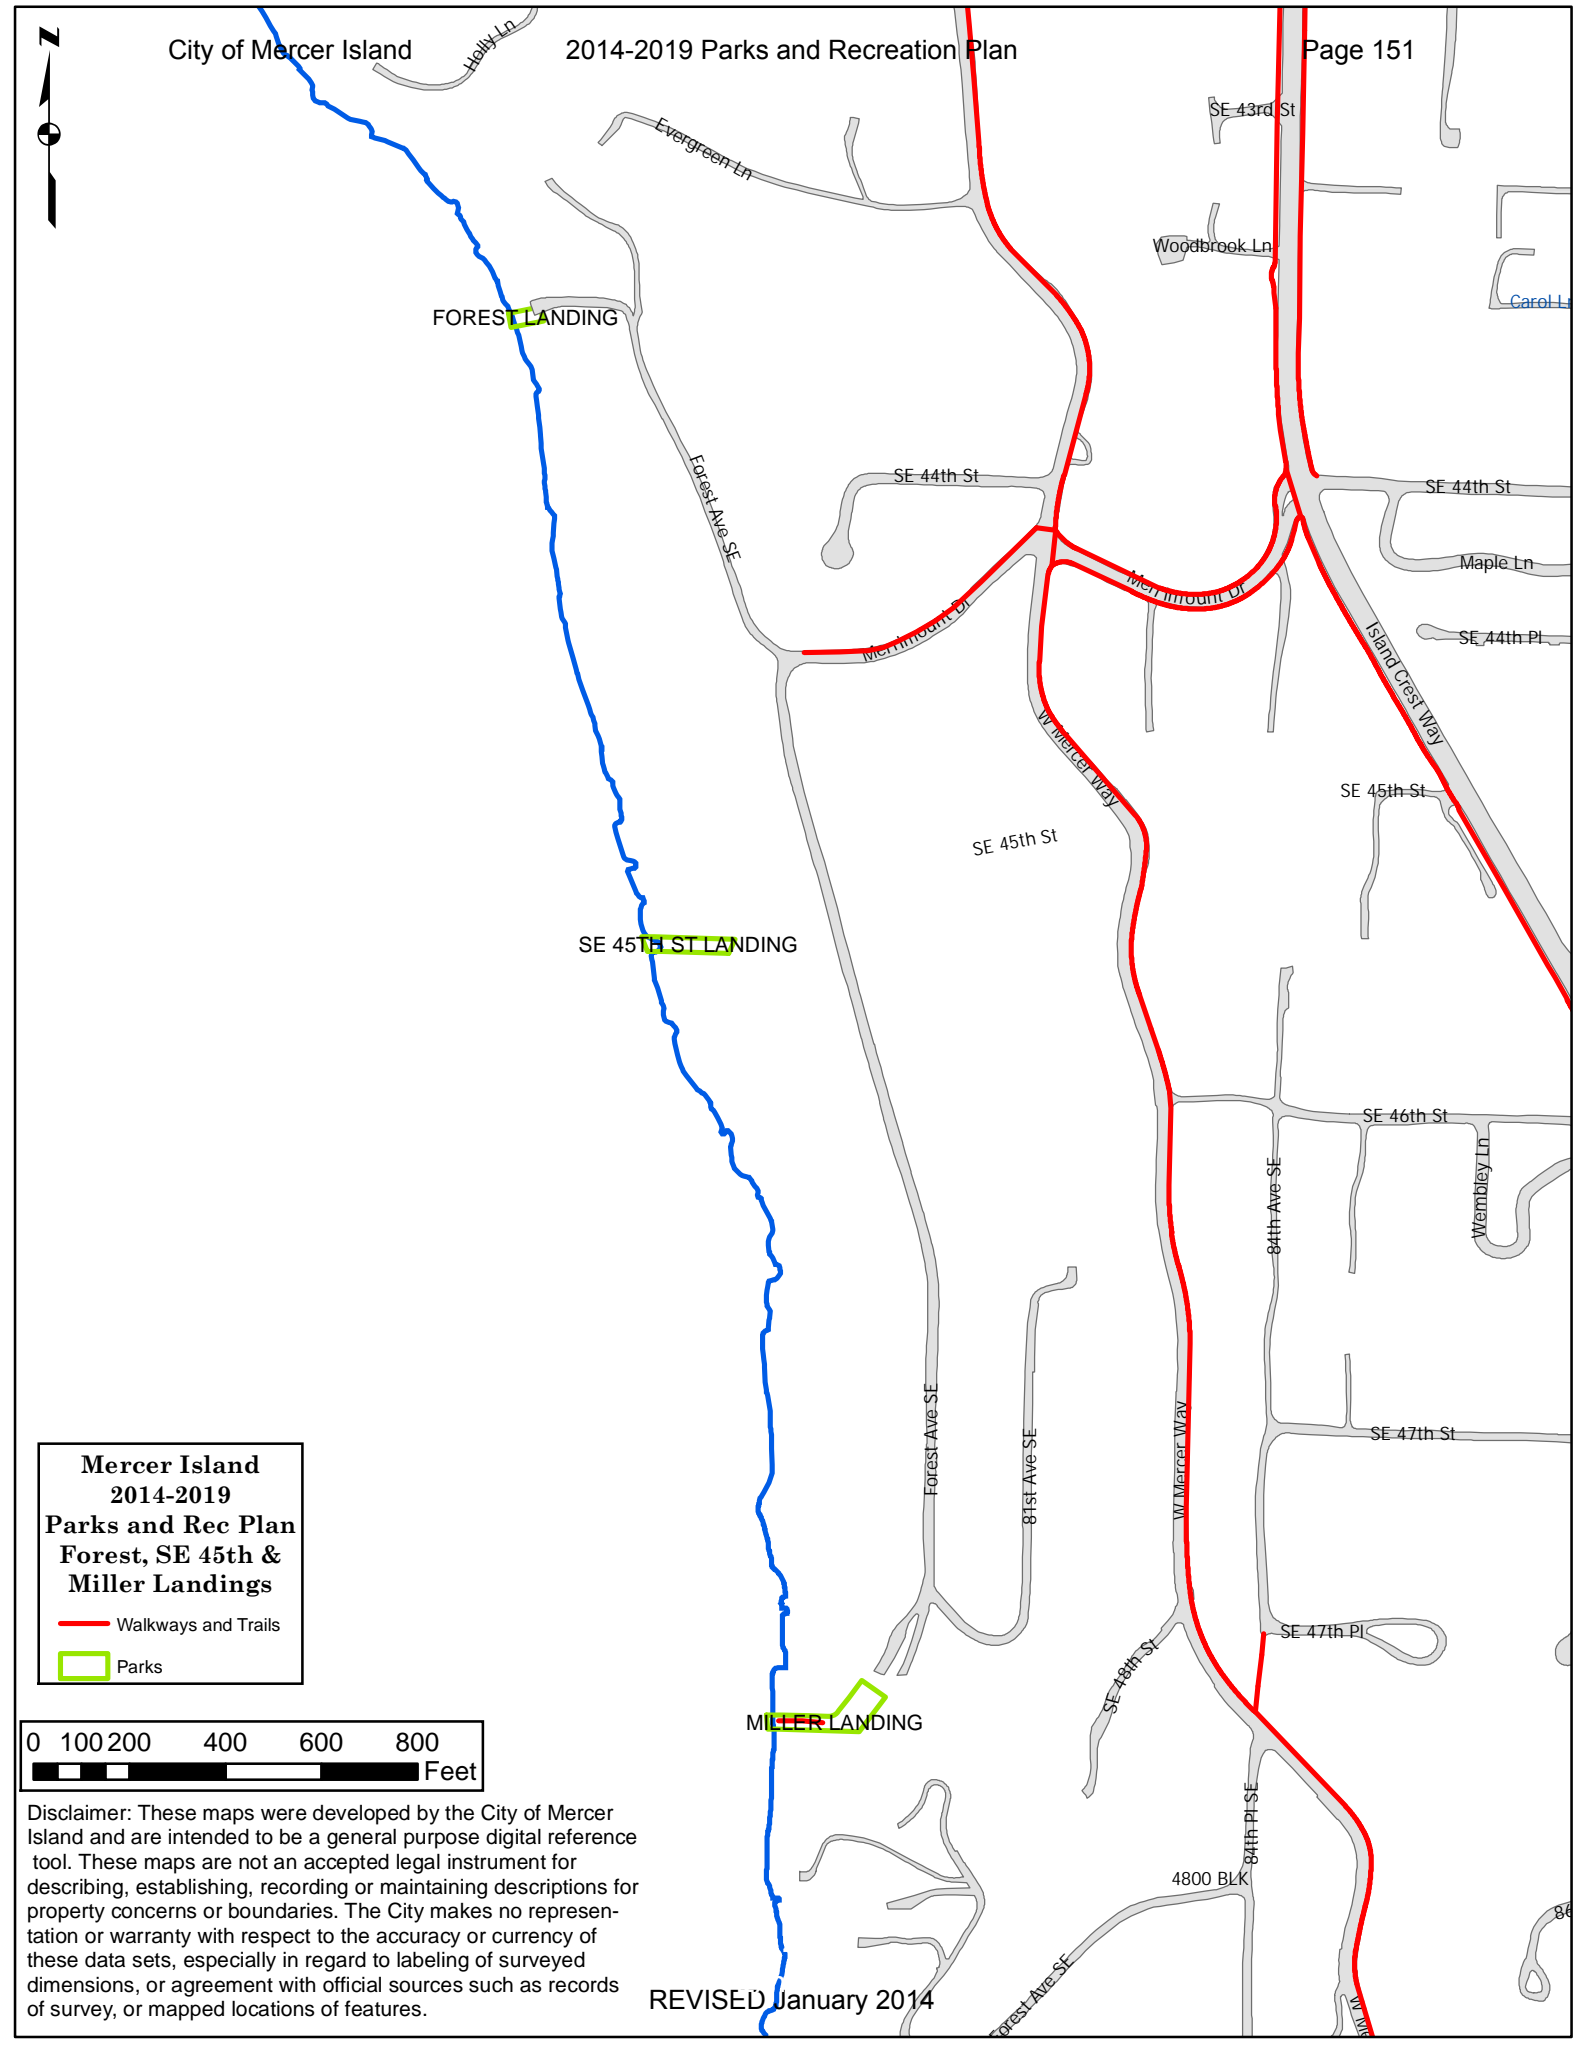 City of Mercer Island
2014-2019 Parks and Recreation Plan
Page 151
Holly Ln
SE 43rd St
Evergreen Ln
Woodbrook Ln
Carol Ln
FOREST LANDING
Forest Ave SE
SE 44th St
SE 44th St
Maple Ln
Merrimount Dr
Merrimount Dr
SE 44th Pl
Island Crest Way
W Mercer Way
SE 45th St
SE 45th St
SE 45TH ST LANDING
SE 46th St
84th Ave SE
Wembley Ln
Forest Ave SE
81st Ave SE
W Mercer Way
SE 47th St
SE 47th Pl
SE 48th St
MILLER LANDING
84th Pl SE
4800 BLK
86
Forest Ave SE
W Me
Mercer Island
2014-2019
Parks and Rec Plan
Forest, SE 45th &
Miller Landings
Walkways and Trails
Parks
0 100 200 400 600 800
Feet
Disclaimer: These maps were developed by the City of Mercer
Island and are intended to be a general purpose digital reference
tool. These maps are not an accepted legal instrument for
describing, establishing, recording or maintaining descriptions for
property concerns or boundaries. The City makes no represen-
tation or warranty with respect to the accuracy or currency of
these data sets, especially in regard to labeling of surveyed
dimensions, or agreement with official sources such as records
of survey, or mapped locations of features.
REVISED January 2014
z